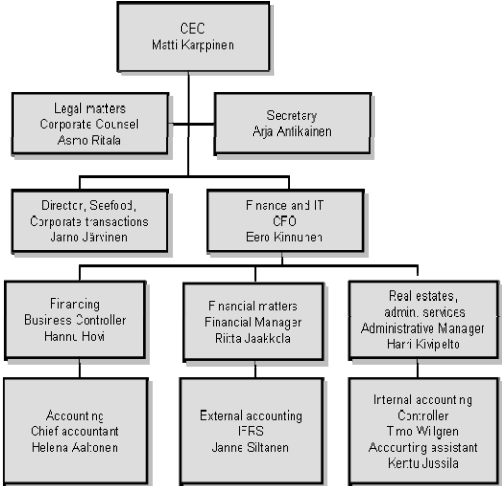 CEO
Matti Karppinen
Legal matters
Corporate Counsel
Asmo Ritala
Secretary
Arja Antikainen
Director, Seefood,
Corporate transactions
Jarno Järvinen
Finance and IT
CFO
Eero Kinnunen
Financing
Business Controller
Hannu Hovi
Financial matters
Financial Manager
Riitta Jaakkola
Real estates,
admin. services
Administrative Manager
Harri Kivipelto
Accounting
Chief accountant
Helena Aaltonen
External accounting
IFRS
Janne Siltanen
Internal accounting
Controller
Timo Willgren
Accounting assistant
Kerttu Jussila